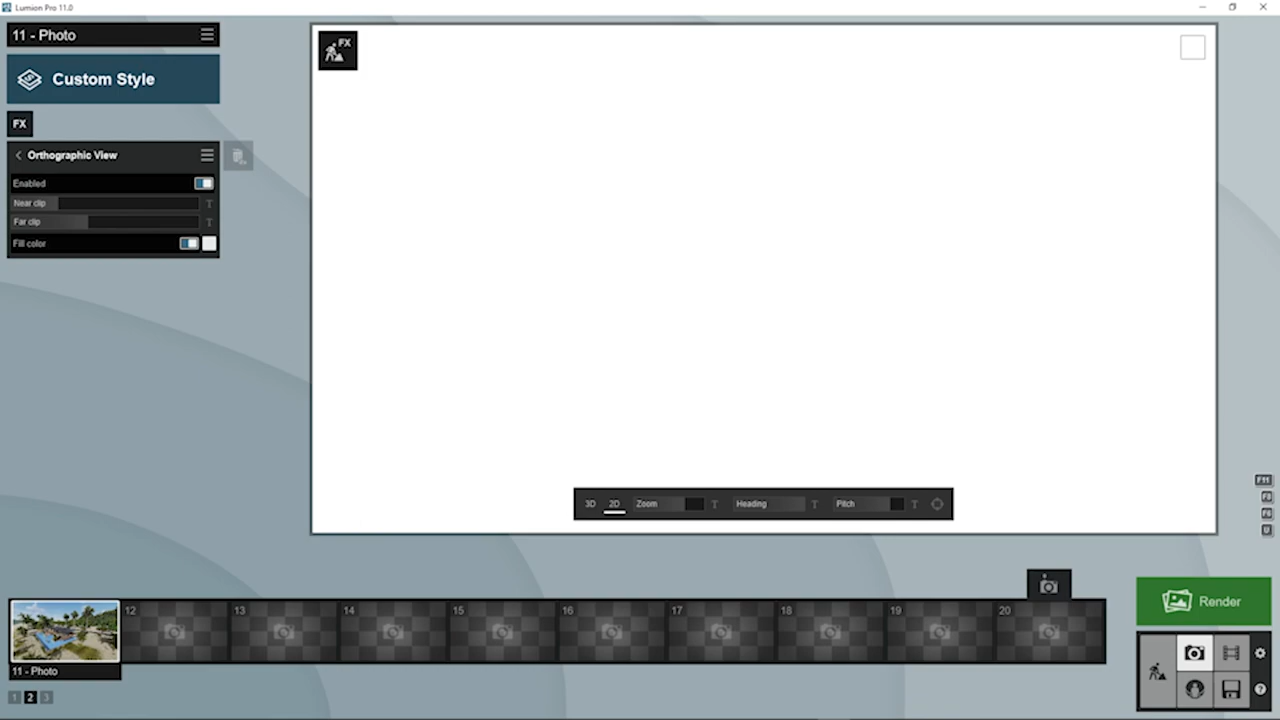 Lumion Pro 11.0
11 - Photo
Custom Style
FX
FX
Orthographic View
Enabled
Near clip T
Far clip T
Fill color
3D 2D Zoom T Heading T Pitch T
F11
U
12 13 14 15 16 17 18 19 20
11 - Photo
1 2 3
Render
?